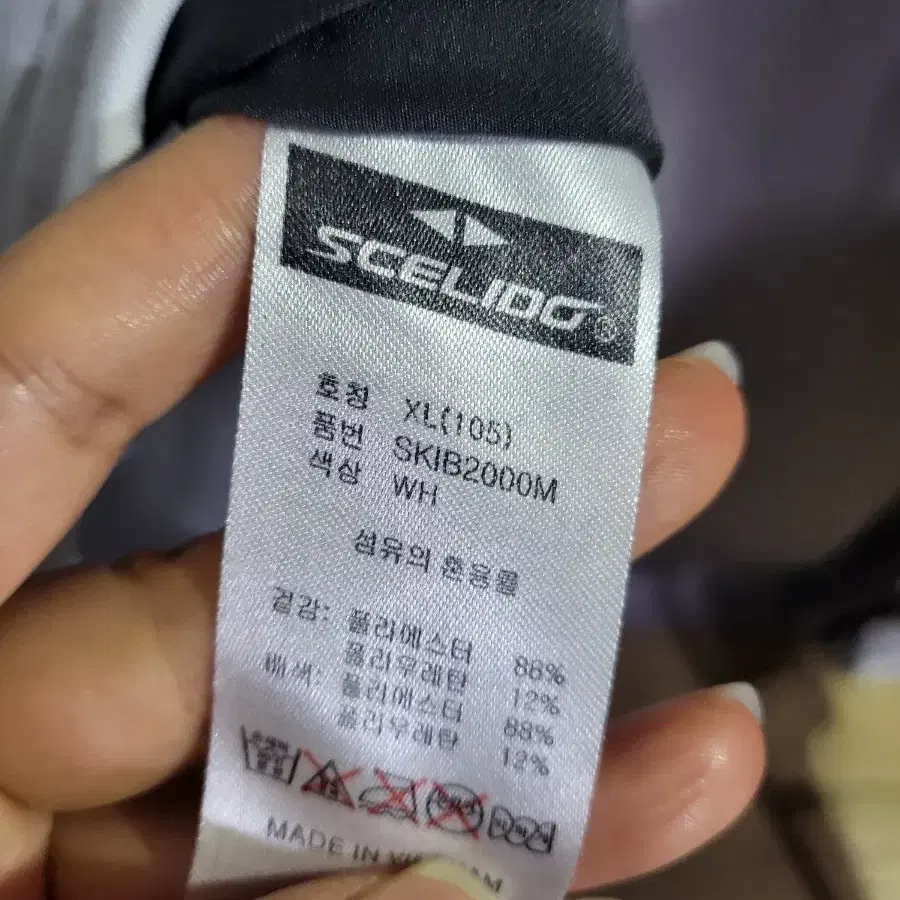 SCELIDO®
호칭 XL(105)
품번 SKIB2000M
색상 WH
섬유의 혼용률
겉감: 폴리에스터 88%
폴리우레탄 12%
배색: 폴리에스터 88%
폴리우레탄 12%
MADE IN